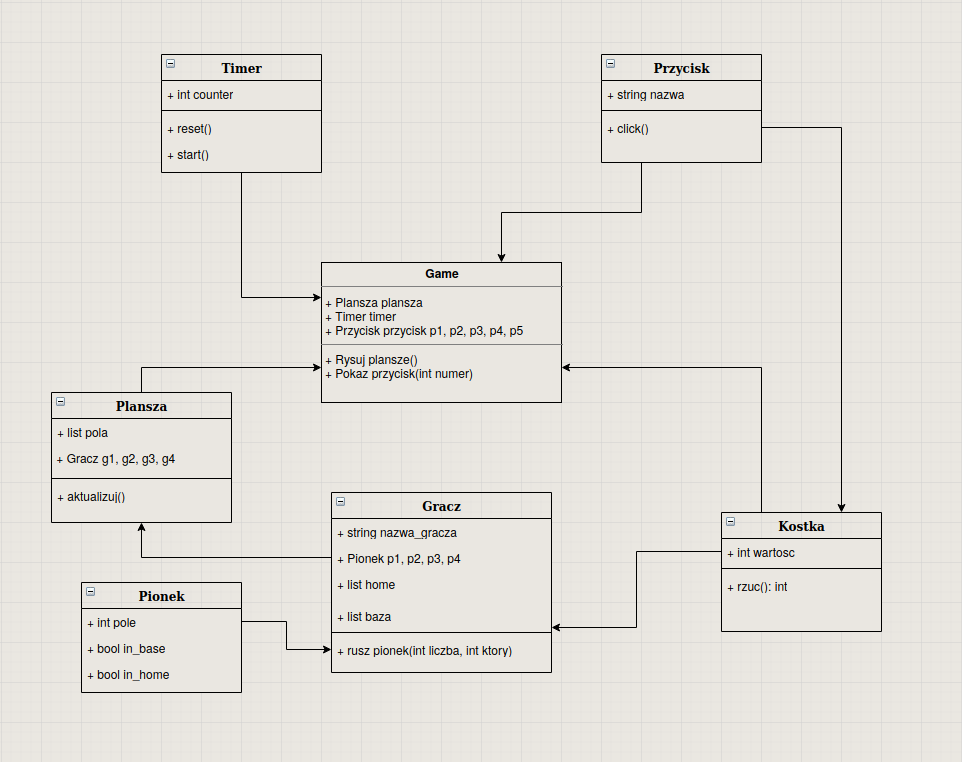 Timer
+ int counter
+ reset()
+ start()
Przycisk
+ string nazwa
+ click()
Game
+ Plansza plansza
+ Timer timer
+ Przycisk przycisk p1, p2, p3, p4, p5
+ Rysuj plansze()
+ Pokaz przycisk(int numer)
Plansza
+ list pola
+ Gracz g1, g2, g3, g4
+ aktualizuj()
Gracz
+ string nazwa_gracza
+ Pionek p1, p2, p3, p4
+ list home
+ list baza
+ rusz pionek(int liczba, int ktory)
Kostka
+ int wartosc
+ rzuc(): int
Pionek
+ int pole
+ bool in_base
+ bool in_home